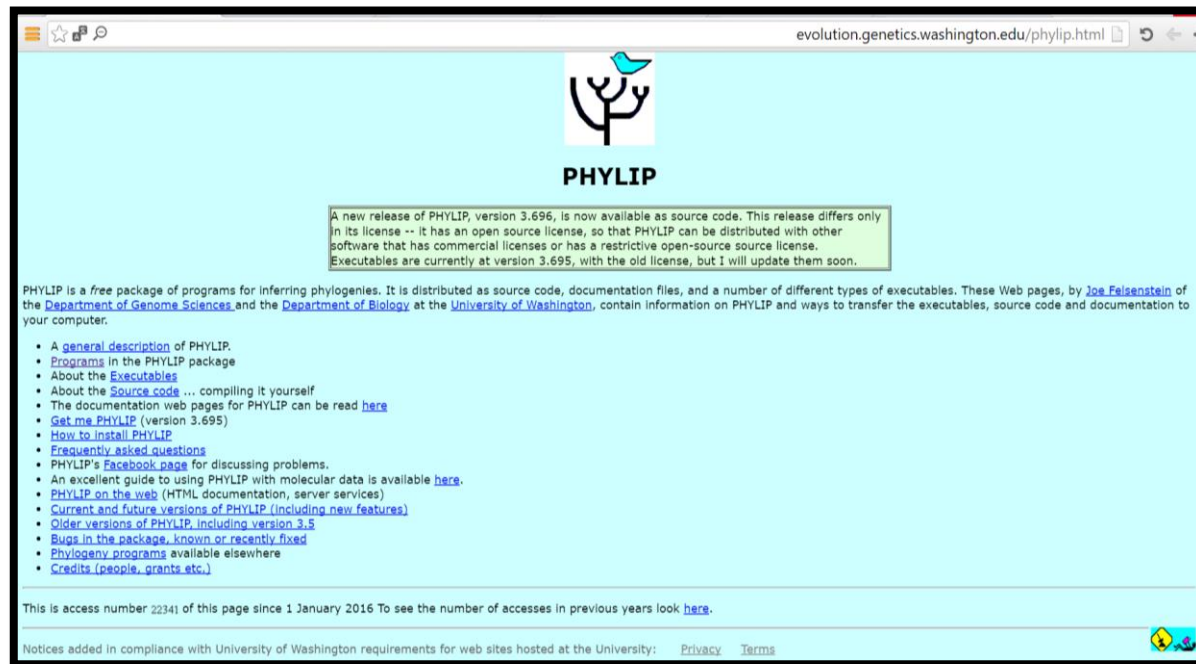 evolution.genetics.washington.edu/phylip.html
PHYLIP
A new release of PHYLIP, version 3.696, is now available as source code. This release differs only
in its license -- it has an open source license, so that PHYLIP can be distributed with other
software that has commercial licenses or has a restrictive open-source source license.
Executables are currently at version 3.695, with the old license, but I will update them soon.
PHYLIP is a free package of programs for inferring phylogenies. It is distributed as source code, documentation files, and a number of different types of executables. These Web pages, by Joe Felsenstein of
the Department of Genome Sciences and the Department of Biology at the University of Washington, contain information on PHYLIP and ways to transfer the executables, source code and documentation to
your computer.
• A general description of PHYLIP.
• Programs in the PHYLIP package
• About the Executables
• About the Source code ... compiling it yourself
• The documentation web pages for PHYLIP can be read here
• Get me PHYLIP (version 3.695)
• How to install PHYLIP
• Frequently asked questions
• PHYLIP's Facebook page for discussing problems.
• An excellent guide to using PHYLIP with molecular data is available here.
• PHYLIP on the web (HTML documentation, server services)
• Current and future versions of PHYLIP (including new features)
• Older versions of PHYLIP, including version 3.5
• Bugs in the package, known or recently fixed
• Phylogeny programs available elsewhere
• Credits (people, grants etc.)
This is access number 22341 of this page since 1 January 2016 To see the number of accesses in previous years look here.
Notices added in compliance with University of Washington requirements for web sites hosted at the University: Privacy Terms